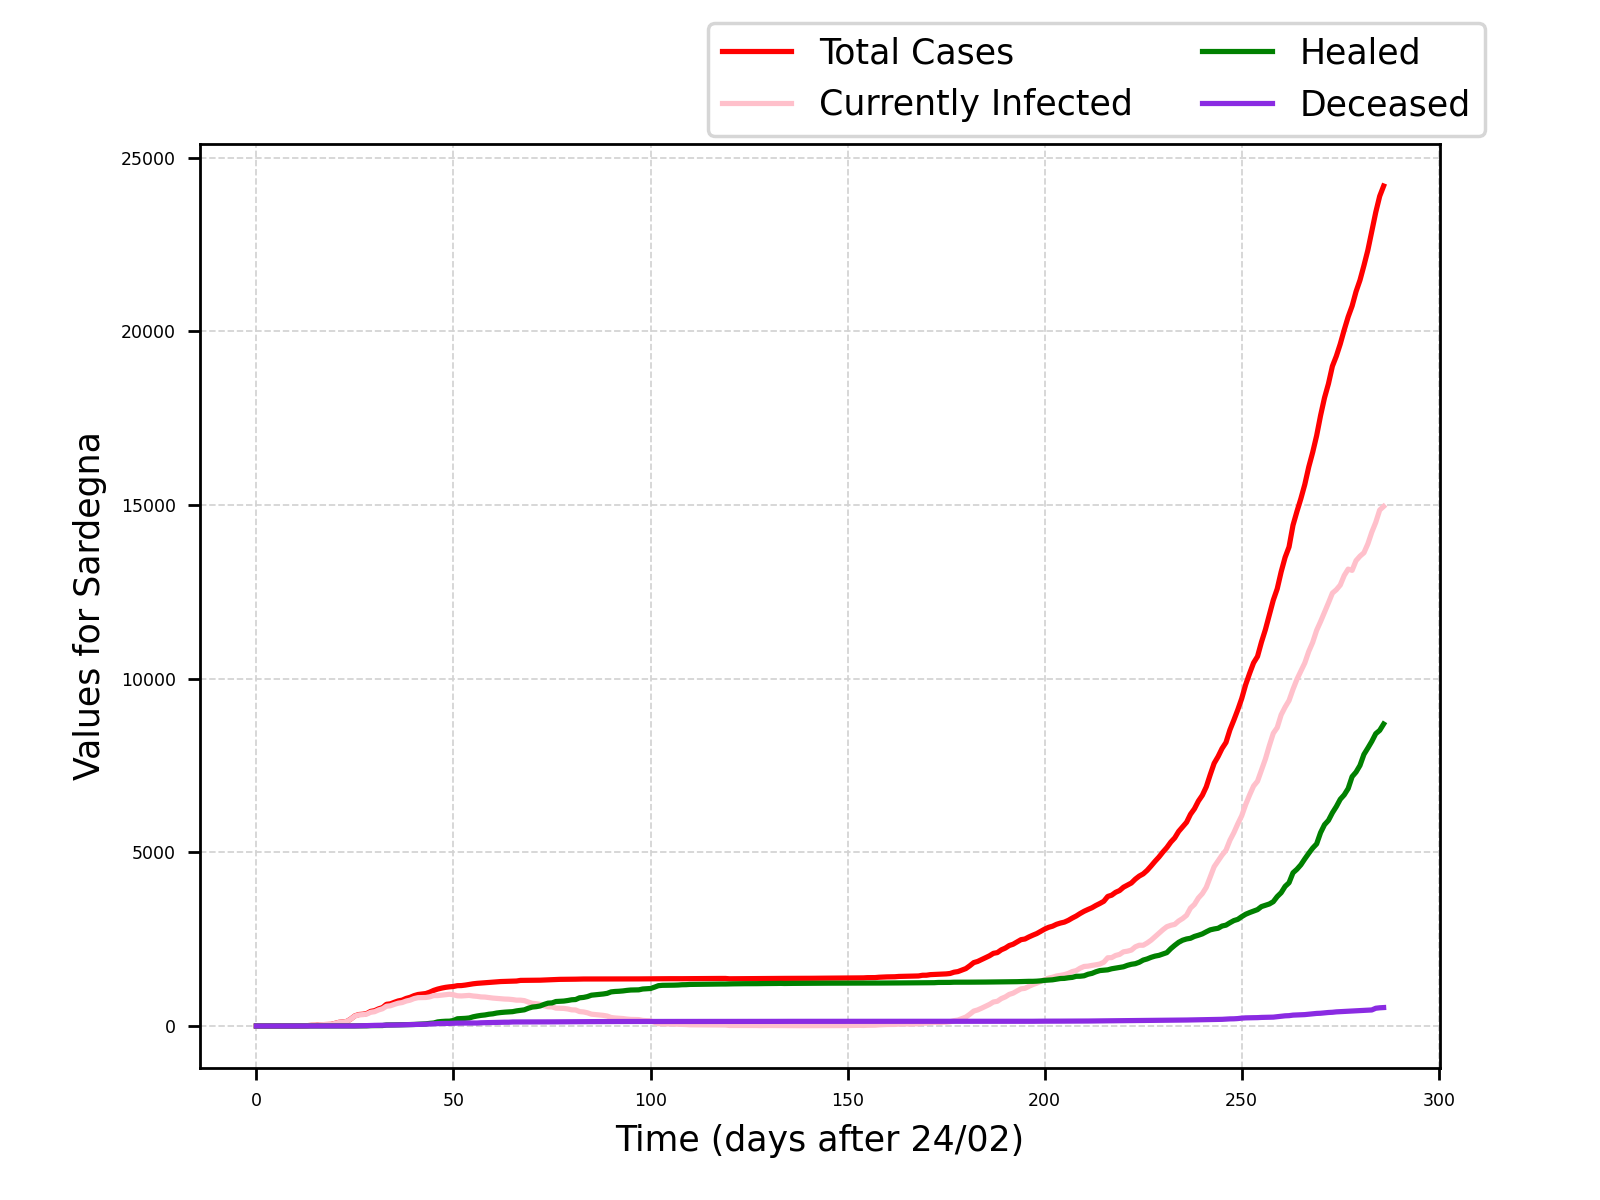 Total Cases
Currently Infected
Healed
Deceased
25000
20000
15000
10000
5000
0
Values for Sardegna
0 50 100 150 200 250 300
Time (days after 24/02)